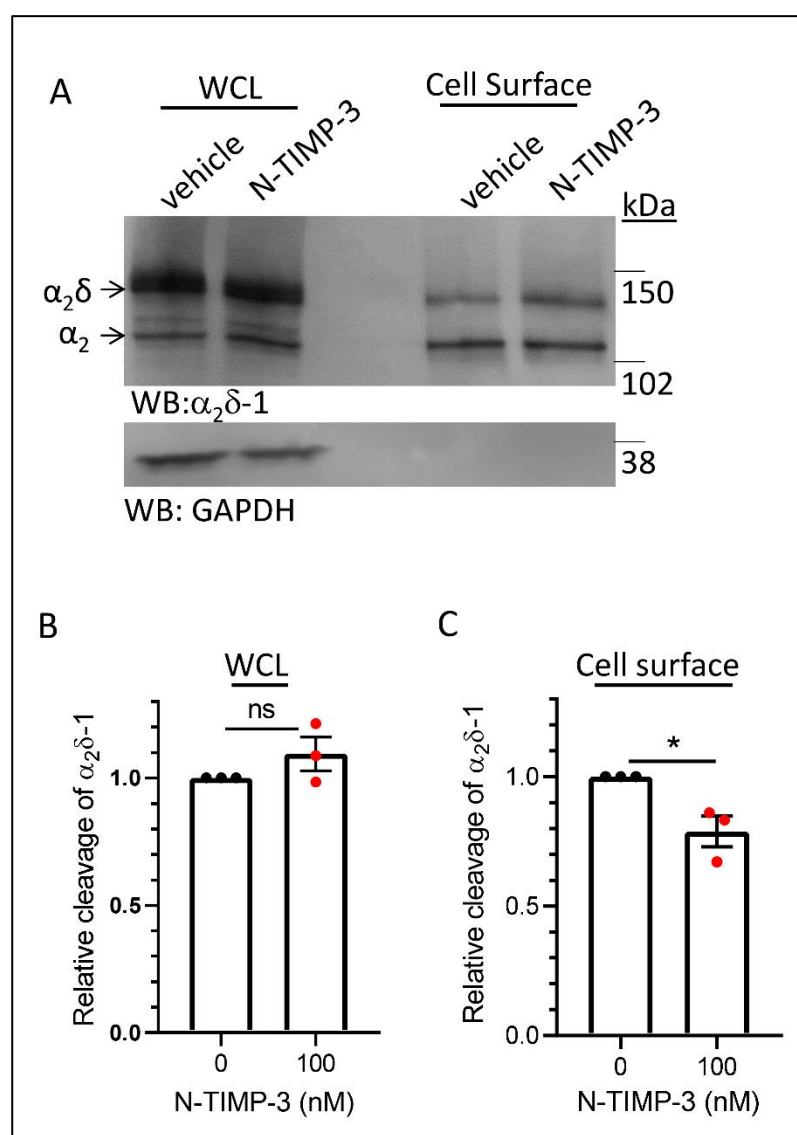 A
WCL
Cell Surface
vehicle
N-TIMP-3
vehicle
N-TIMP-3
kDa
α₂δ
150
α₂
102
WB:α₂δ-1
38
WB: GAPDH
B
WCL
ns
Relative cleavage of α₂δ-1
1.0
0.5
0.0
0
100
N-TIMP-3 (nM)
C
Cell surface
*
Relative cleavage of α₂δ-1
1.0
0.5
0.0
0
100
N-TIMP-3 (nM)